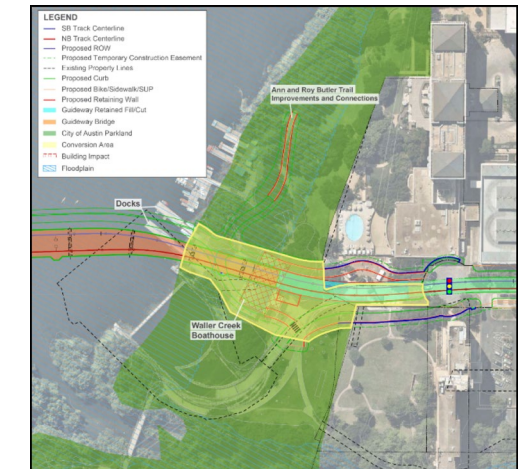 LEGEND
SB Track Centerline
NB Track Centerline
Proposed ROW
Proposed Temporary Construction Easement
Existing Property Lines
Proposed Curb
Proposed Bike/Sidewalk/SUP
Proposed Retaining Wall
Guideway Retained Fill/Cut
Guideway Bridge
City of Austin Parkland
Conversion Area
Building Impact
Floodplain
Ann and Roy Butler Trail
Improvements and Connections
Docks
Waller Creek
Boathouse